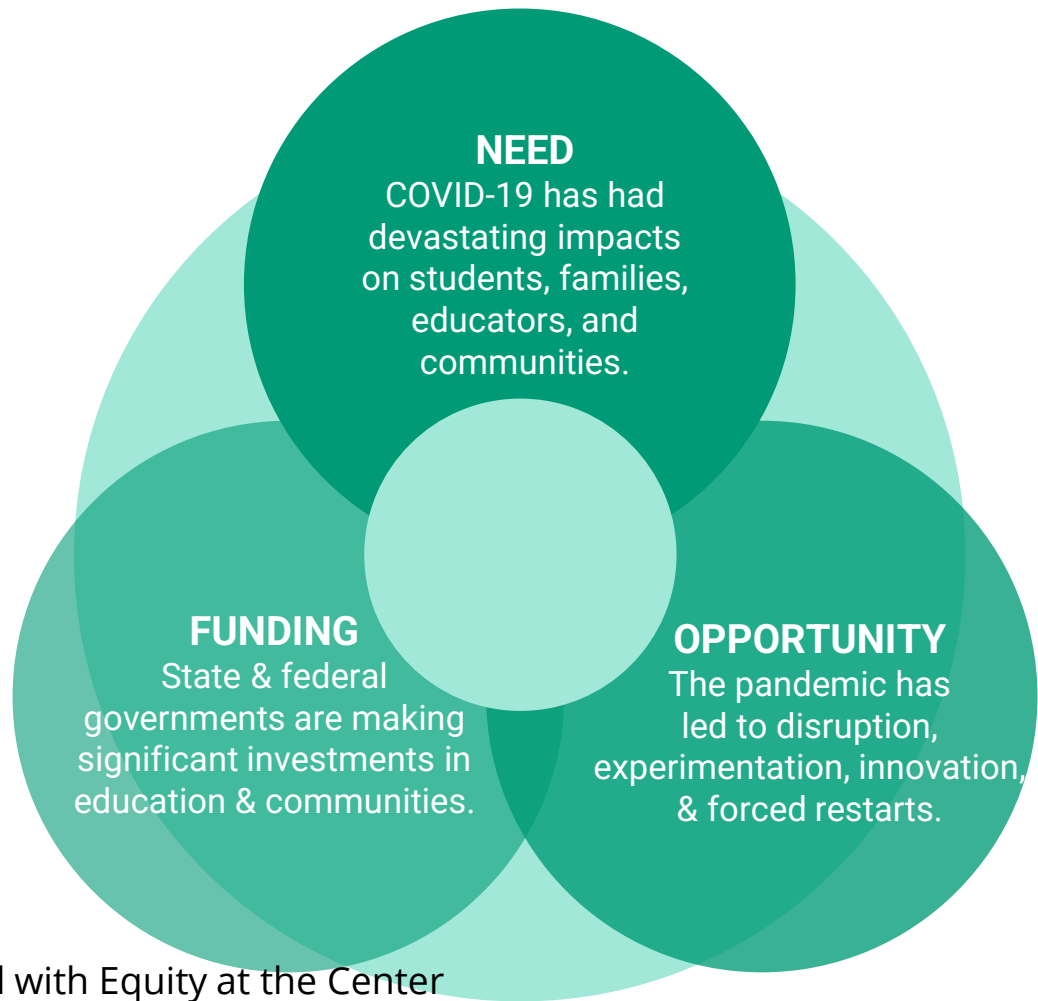 NEED
COVID-19 has had
devastating impacts
on students, families,
educators, and
communities.
FUNDING
State & federal
governments are making
significant investments in
education & communities.
OPPORTUNITY
The pandemic has
led to disruption,
experimentation, innovation,
& forced restarts.
with Equity at the Center